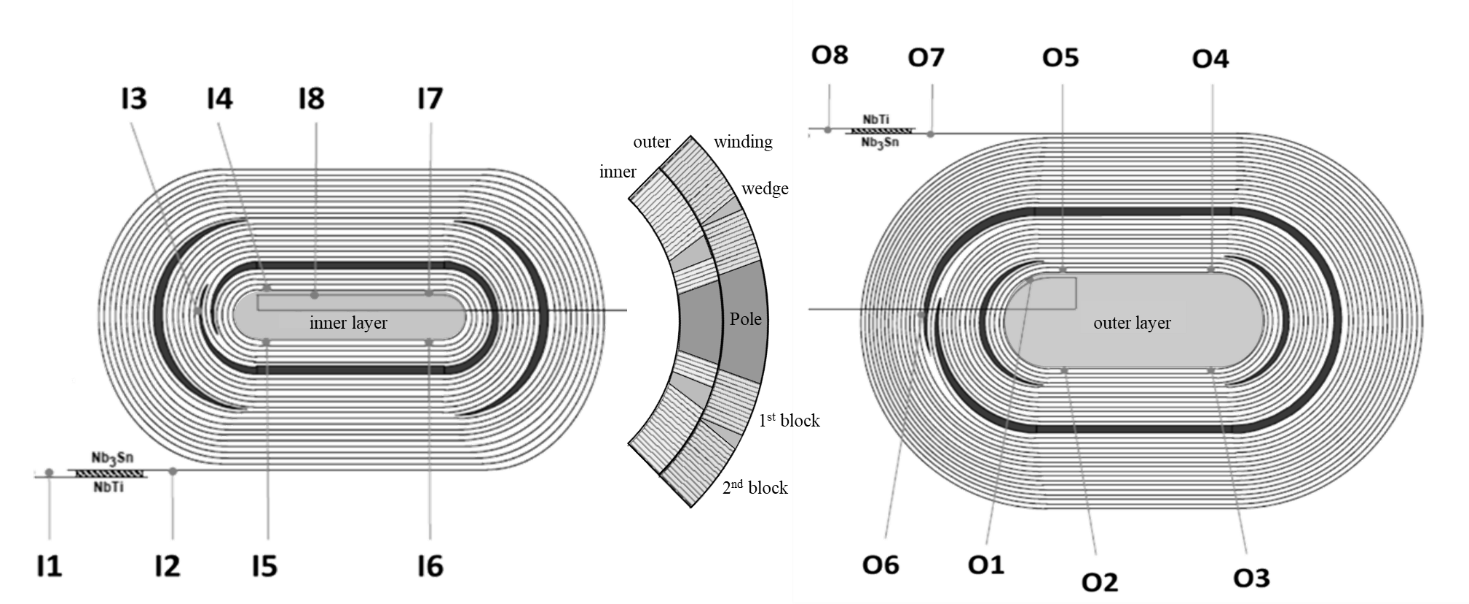 I3 I4 I8 I7
inner layer
Nb3Sn
NbTi
I1 I2 I5 I6
outer
winding
inner
wedge
Pole
1st block
2nd block
O8 O7 O5 O4
NbTi
Nb3Sn
outer layer
O6 O1 O2 O3